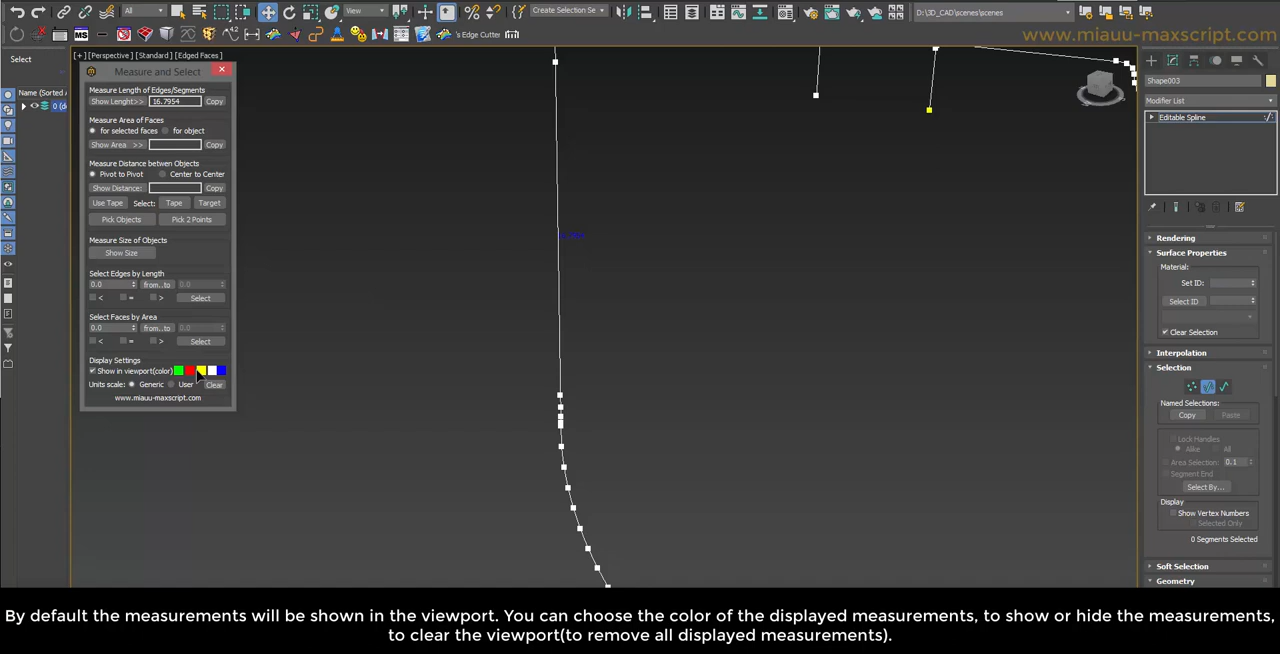 All
View
Create Selection Se
D:\3D_CAD\scenes\scenes
MS
's Edge Cutter
www.miauu-maxscript.com
Select
[+] [Perspective] [Standard] [Edged Faces]
Name (Sorted A
0 (d
Measure and Select
Measure Length of Edges/Segments
Show Lenght>> 16.7954 Copy
Measure Area of Faces
for selected faces for object
Show Area >> Copy
Measure Distance betwen Objects
Pivot to Pivot Center to Center
Show Distance: Copy
Use Tape Select: Tape Target
Pick Objects Pick 2 Points
Measure Size of Objects
Show Size
Select Edges by Length
0.0 from..to 0.0
< = > Select
Select Faces by Area
0.0 from..to 0.0
< = > Select
Display Settings
Show in viewport(color)
Units scale: Generic User Clear
www.miauu-maxscript.com
Shape003
Modifier List
Editable Spline
Rendering
Surface Properties
Material:
Set ID:
Select ID
Clear Selection
Interpolation
Selection
Named Selections:
Copy Paste
Lock Handles
Alike All
Area Selection: 0.1
Segment End
Select By...
Display
Show Vertex Numbers
Selected Only
0 Segments Selected
Soft Selection
Geometry
By default the measurements will be shown in the viewport. You can choose the color of the displayed measurements, to show or hide the measurements,
to clear the viewport(to remove all displayed measurements).